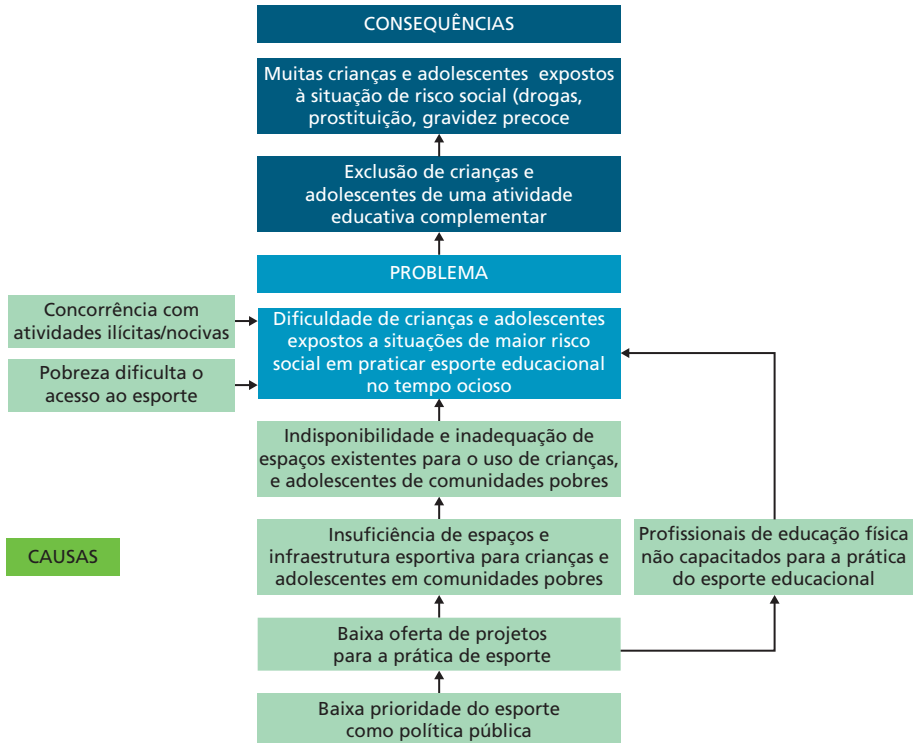 CONSEQUÊNCIAS
Muitas crianças e adolescentes expostos
à situação de risco social (drogas,
prostituição, gravidez precoce
Exclusão de crianças e
adolescentes de uma atividade
educativa complementar
PROBLEMA
Concorrência com
atividades ilícitas/nocivas
Pobreza dificulta o
acesso ao esporte
Dificuldade de crianças e adolescentes
expostos a situações de maior risco
social em praticar esporte educacional
no tempo ocioso
Indisponibilidade e inadequação de
espaços existentes para o uso de crianças,
e adolescentes de comunidades pobres
CAUSAS
Insuficiência de espaços e
infraestrutura esportiva para crianças e
adolescentes em comunidades pobres
Profissionais de educação física
não capacitados para a prática
do esporte educacional
Baixa oferta de projetos
para a prática de esporte
Baixa prioridade do esporte
como política pública